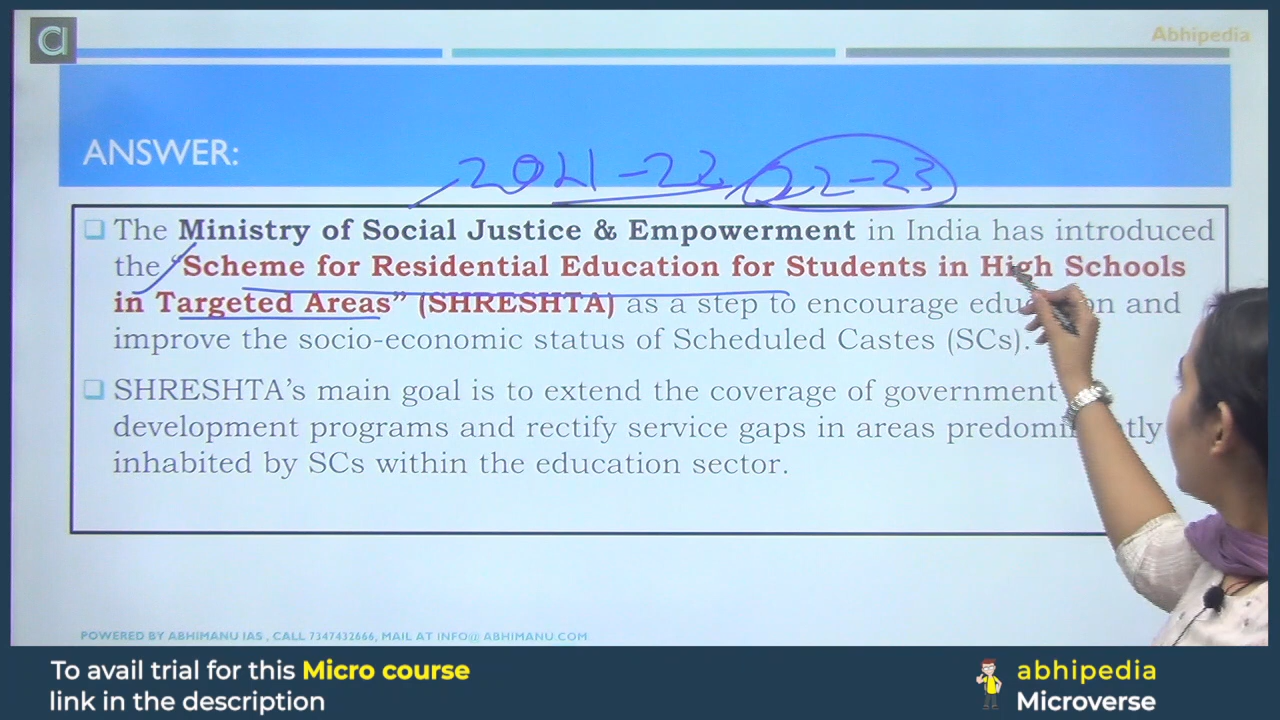 Abhipedia
ANSWER:
2021-22 22-23
The Ministry of Social Justice & Empowerment in India has introduced
the “Scheme for Residential Education for Students in High Schools
in Targeted Areas” (SHRESHTA) as a step to encourage education and
improve the socio-economic status of Scheduled Castes (SCs).
SHRESHTA’s main goal is to extend the coverage of government
development programs and rectify service gaps in areas predominantly
inhabited by SCs within the education sector.
POWERED BY ABHIMANU IAS , CALL 7347432666, MAIL AT INFO@ ABHIMANU.COM
To avail trial for this Micro course
link in the description
abhipedia
Microverse